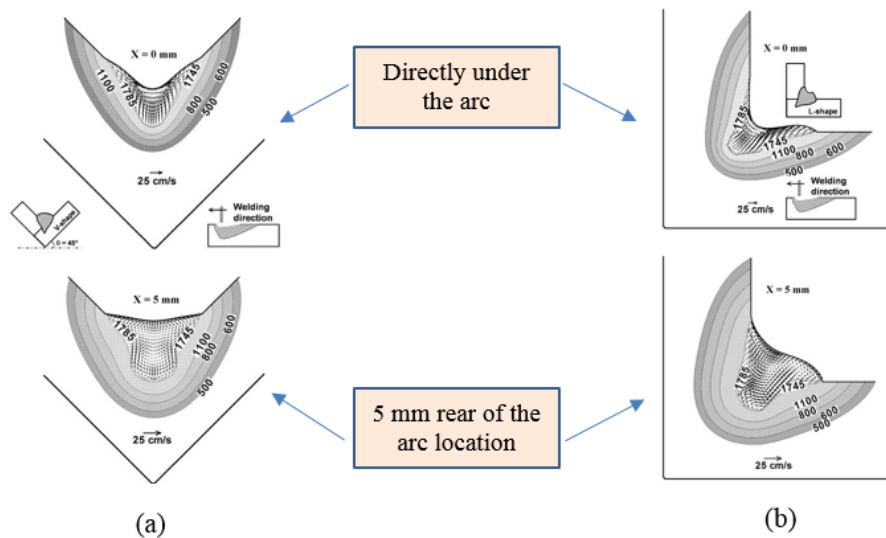 X = 0 mm
1100
1785
1745
800
600
500
25 cm/s
V-shape
θ = 45°
Welding
direction
Directly under
the arc
X = 0 mm
L-shape
1785
1745
1100
800
600
500
25 cm/s
Welding
direction
X = 5 mm
1785
1745
1100
800
600
500
25 cm/s
5 mm rear of the
arc location
X = 5 mm
1785
1745
1100
800
600
500
25 cm/s
(a)
(b)